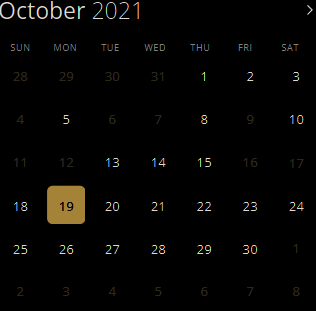 October 2021
SUN MON TUE WED THU FRI SAT
28 29 30 31 1 2 3
4 5 6 7 8 9 10
11 12 13 14 15 16 17
18 19 20 21 22 23 24
25 26 27 28 29 30 1
2 3 4 5 6 7 8